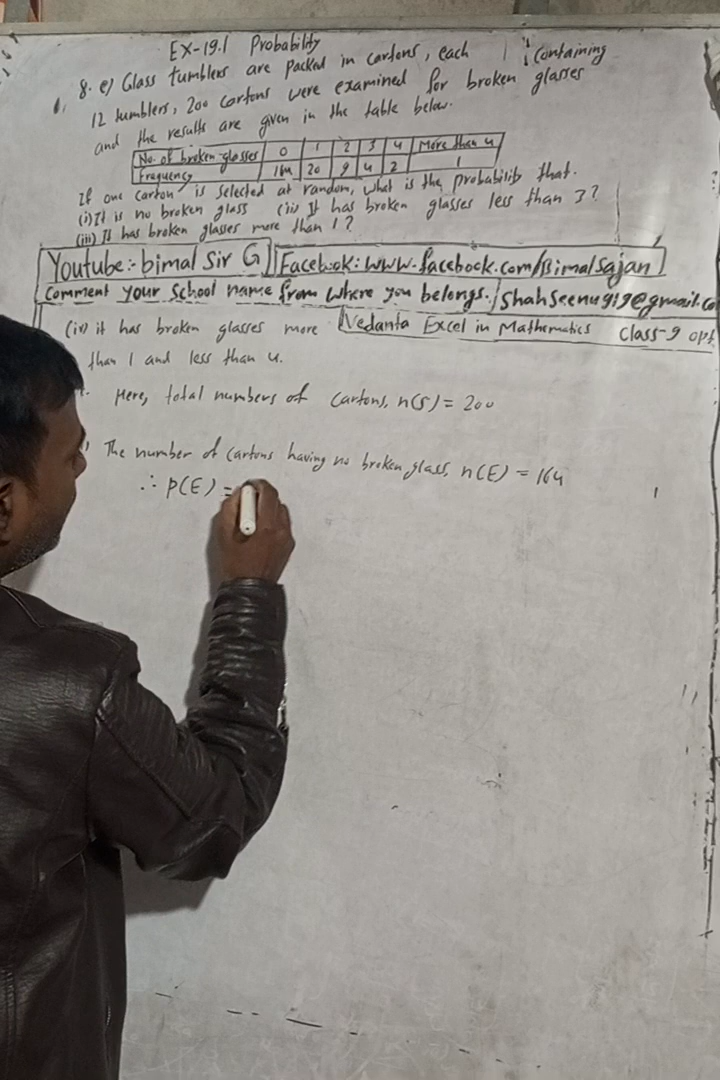 EX-19.1 Probability
8. e) Glass tumblers are packed in cartons, each containing
12 tumblers, 200 cartons were examined for broken glasses
and the results are given in the table below.
No. of broken glasses 0 1 2 3 4 More than 4
Frequency 164 20 9 4 2 1
If one carton is selected at random, what is the probability that.
(i) It is no broken glass (ii) It has broken glasses less than 3?
(iii) It has broken glasses more than 1?
Youtube:- bimal Sir G Facebook: www.facebook.com/
Comment your School name from where you belongs.
(iv) it has broken glasses more Vedanta Excel in Mathematics Class-9 opt
than 1 and less than 4.
Here, total numbers of cartons, n(S) = 200
The number of cartons having no broken glass, n(E) = 164
∴ P(E) =